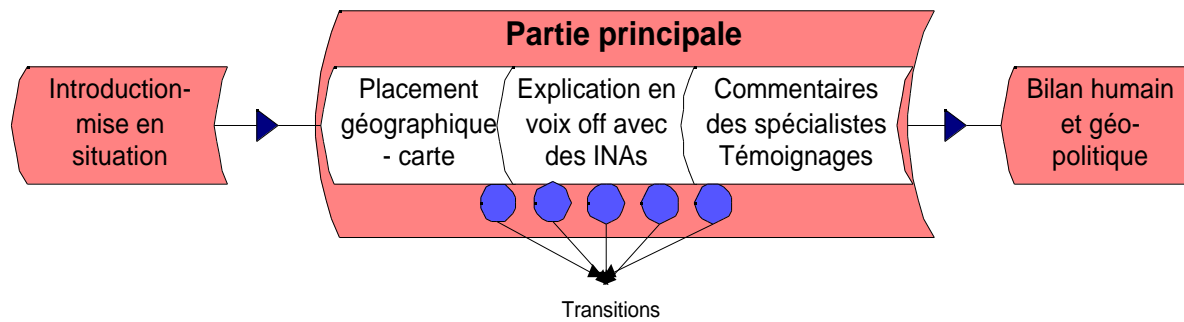 Partie principale
Introduction-
mise en
situation
Placement
géographique
- carte
Explication en
voix off avec
des INAs
Commentaires
des spécialistes
Témoignages
Bilan humain
et géo-
politique
Transitions